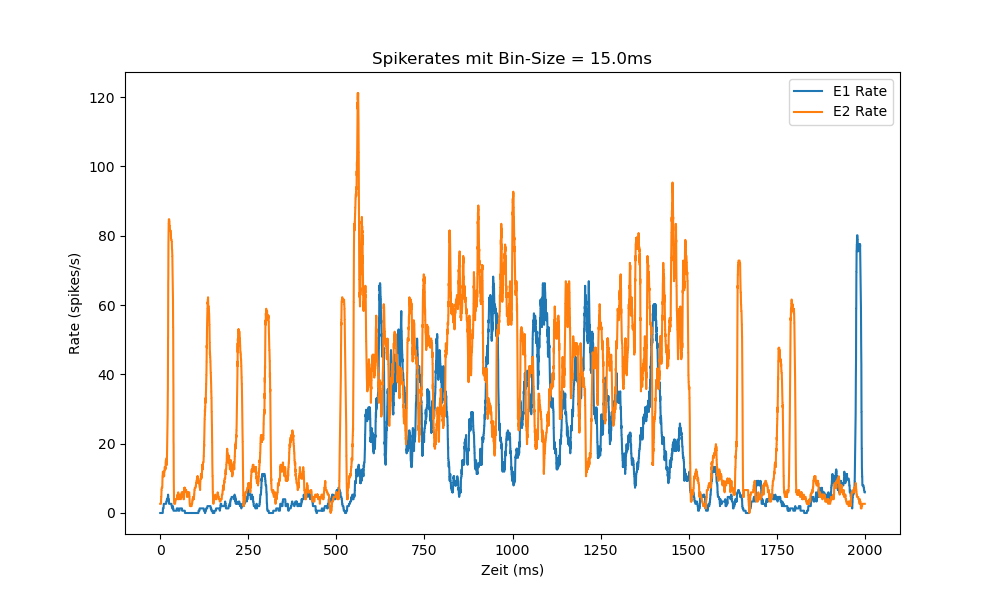 Spikerates mit Bin-Size = 15.0ms
E1 Rate
E2 Rate
120
100
80
60
40
20
0
Rate (spikes/s)
0 250 500 750 1000 1250 1500 1750 2000
Zeit (ms)